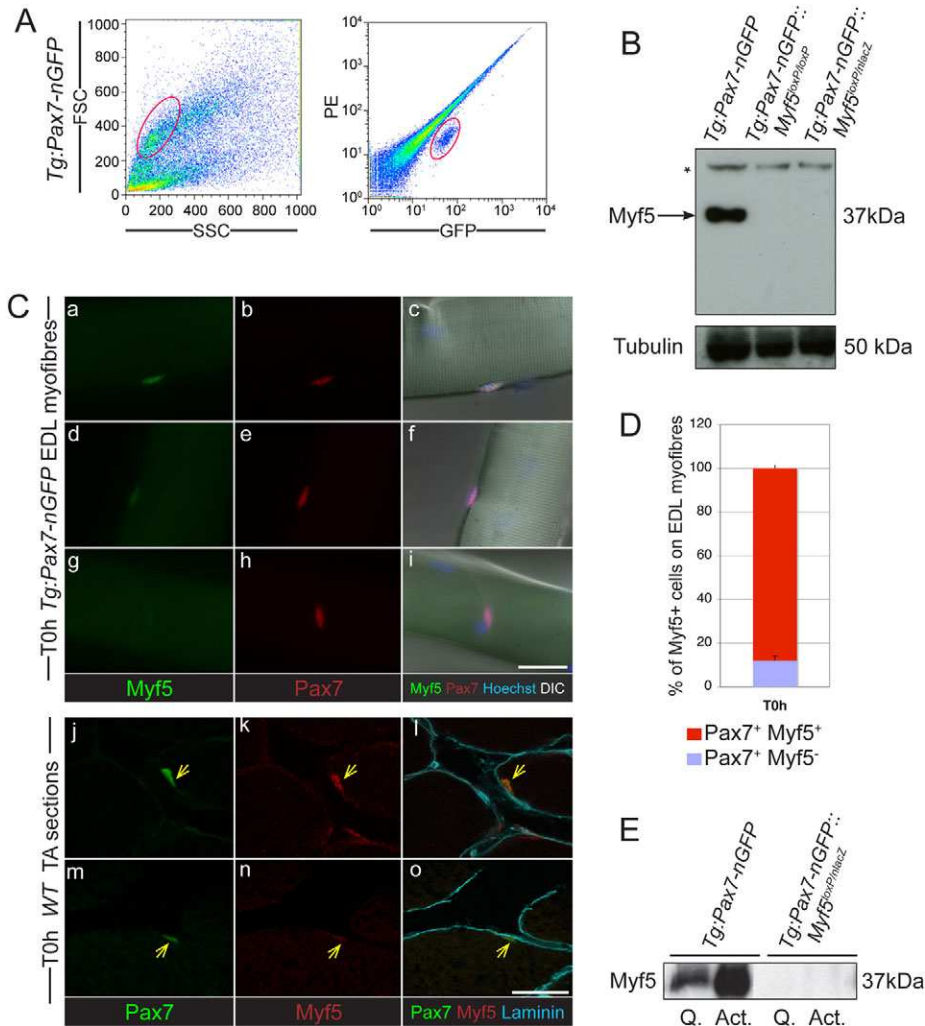 A
Tg:Pax7-nGFP
FSC
1000
800
600
400
200
0
0 200 400 600 800 1000
SSC
PE
10⁴
10³
10²
10¹
10⁰
10⁰ 10¹ 10² 10³ 10⁴
GFP
B
Tg:Pax7-nGFP
Tg:Pax7-nGFP::
Myf5loxP/loxP
Tg:Pax7-nGFP::
Myf5loxP/nlacZ
*
Myf5
37kDa
Tubulin
50 kDa
C
T0h Tg:Pax7-nGFP EDL myofibres
a
b
c
d
e
f
g
h
i
Myf5
Pax7
Myf5 Pax7 Hoechst DIC
T0h WT TA sections
j
k
l
m
n
o
Pax7
Myf5
Pax7 Myf5 Laminin
D
% of Myf5+ cells on EDL myofibres
120
100
80
60
40
20
0
T0h
Pax7⁺ Myf5⁺
Pax7⁺ Myf5⁻
E
Tg:Pax7-nGFP
Tg:Pax7-nGFP::
Myf5loxP/nlacZ
Myf5
37kDa
Q. Act. Q. Act.